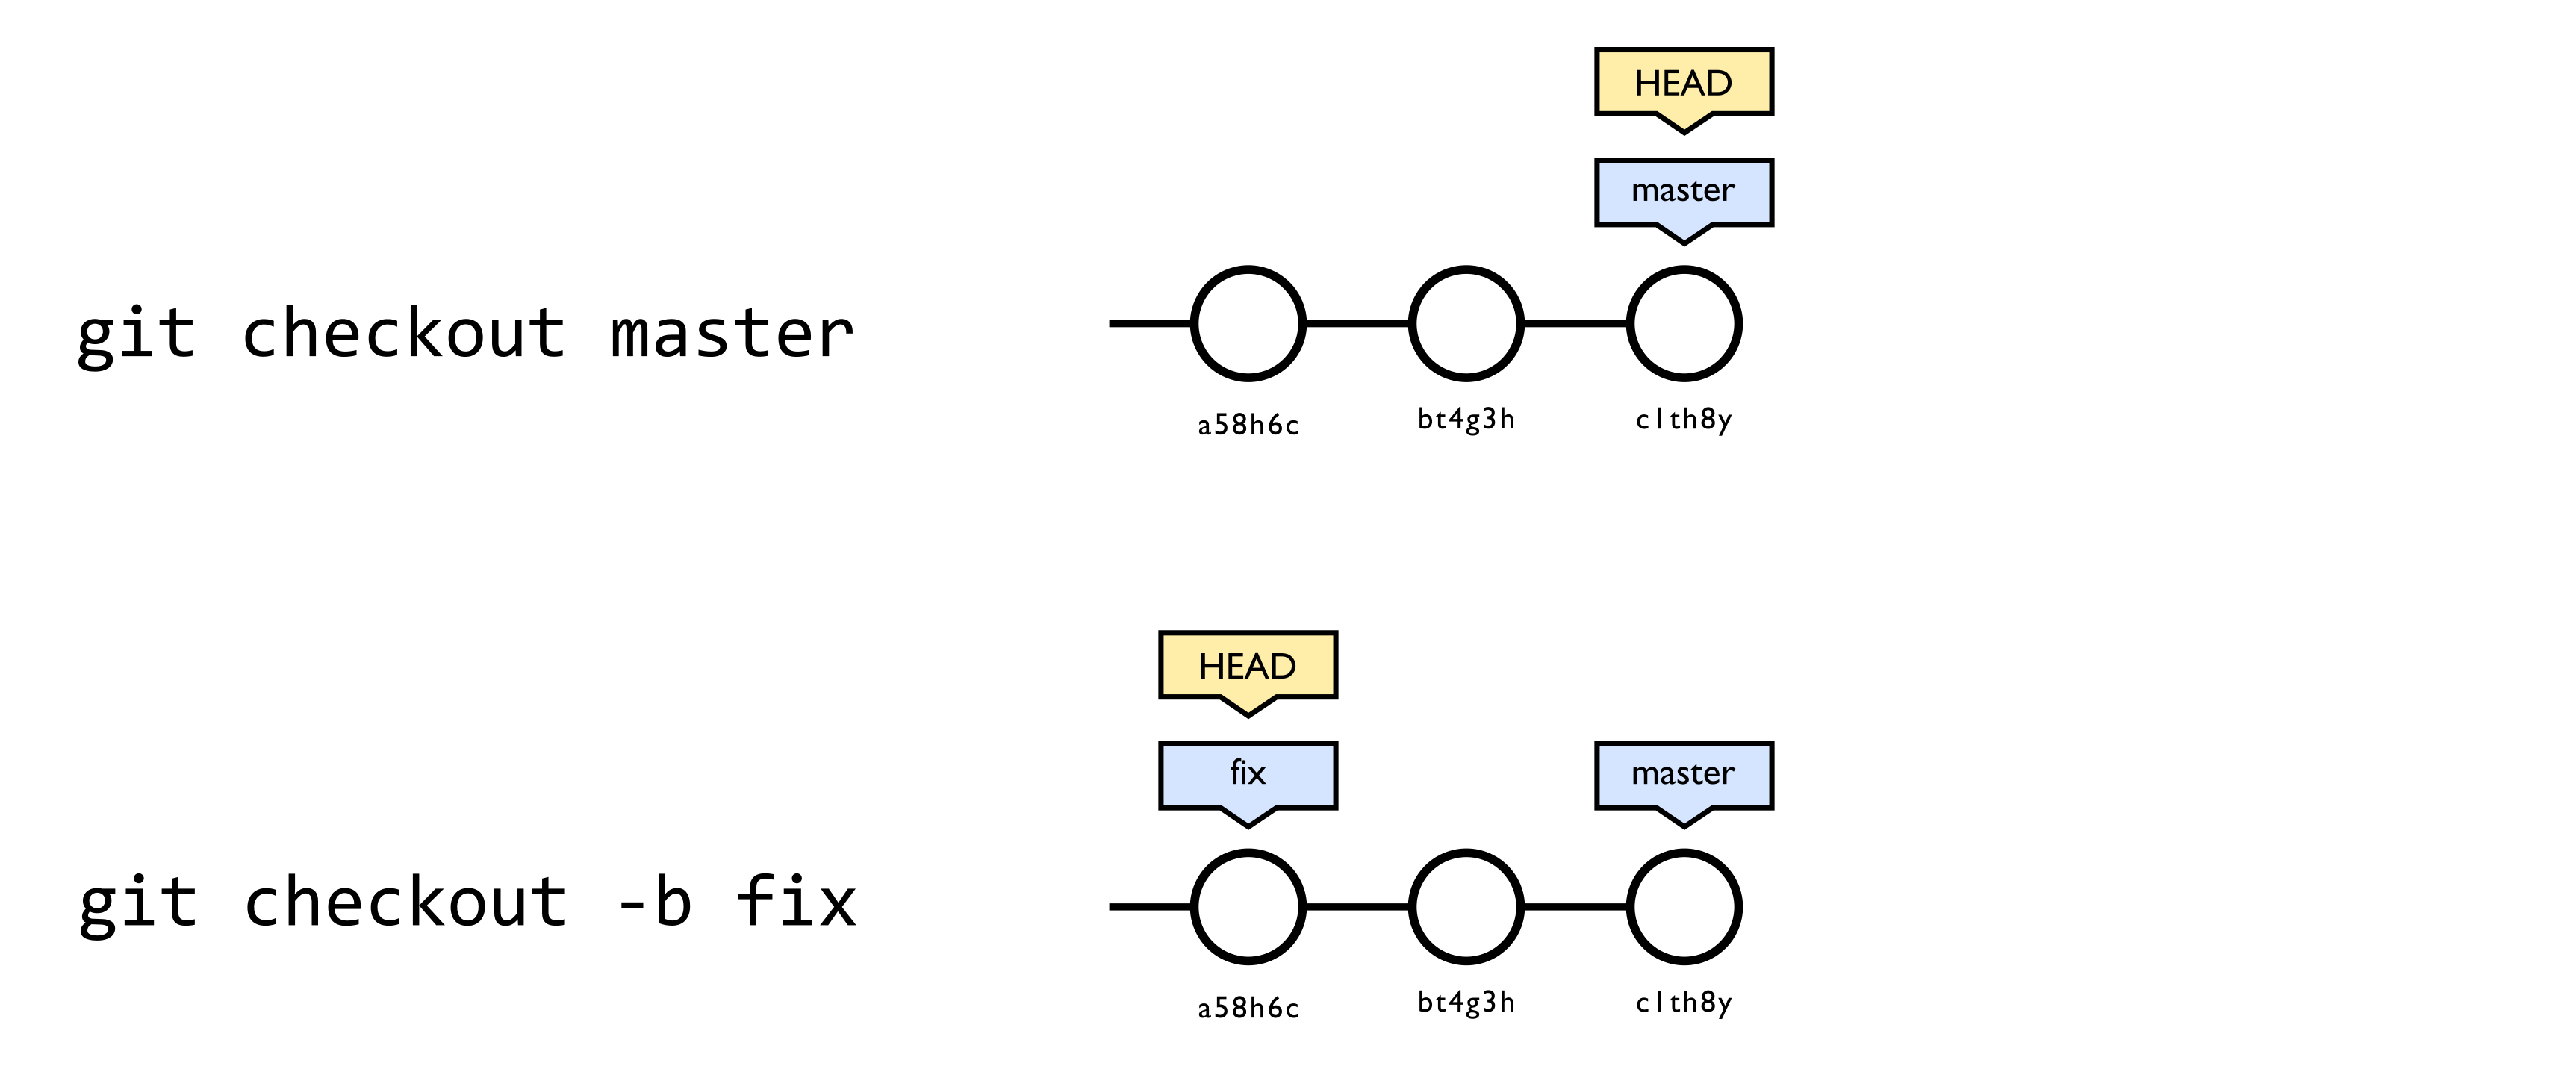 HEAD
master
git checkout master
a58h6c
bt4g3h
c1th8y
HEAD
fix
master
git checkout -b fix
a58h6c
bt4g3h
c1th8y